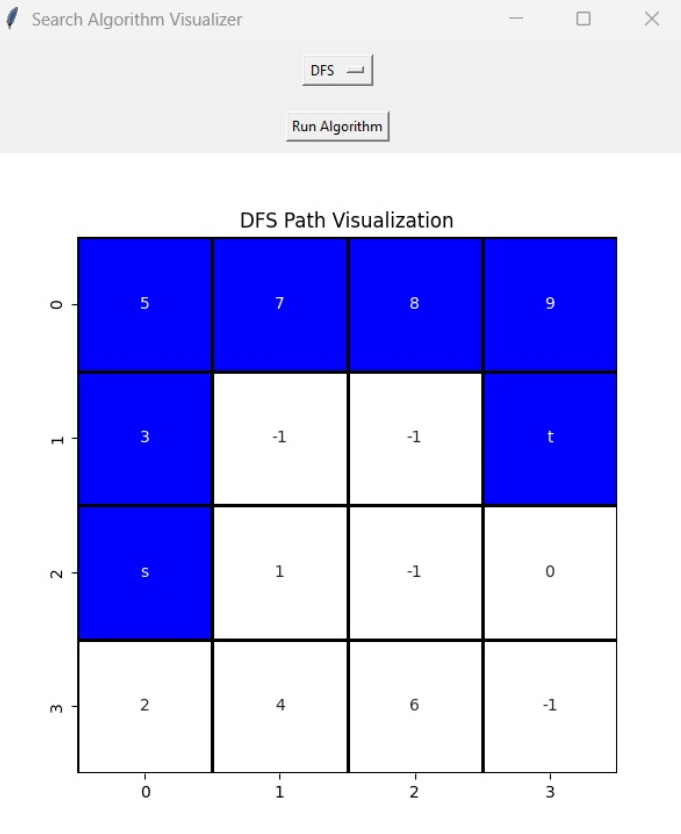 Search Algorithm Visualizer
DFS
Run Algorithm
DFS Path Visualization
0 5 7 8 9
1 3 -1 -1 t
2 s 1 -1 0
3 2 4 6 -1
0 1 2 3